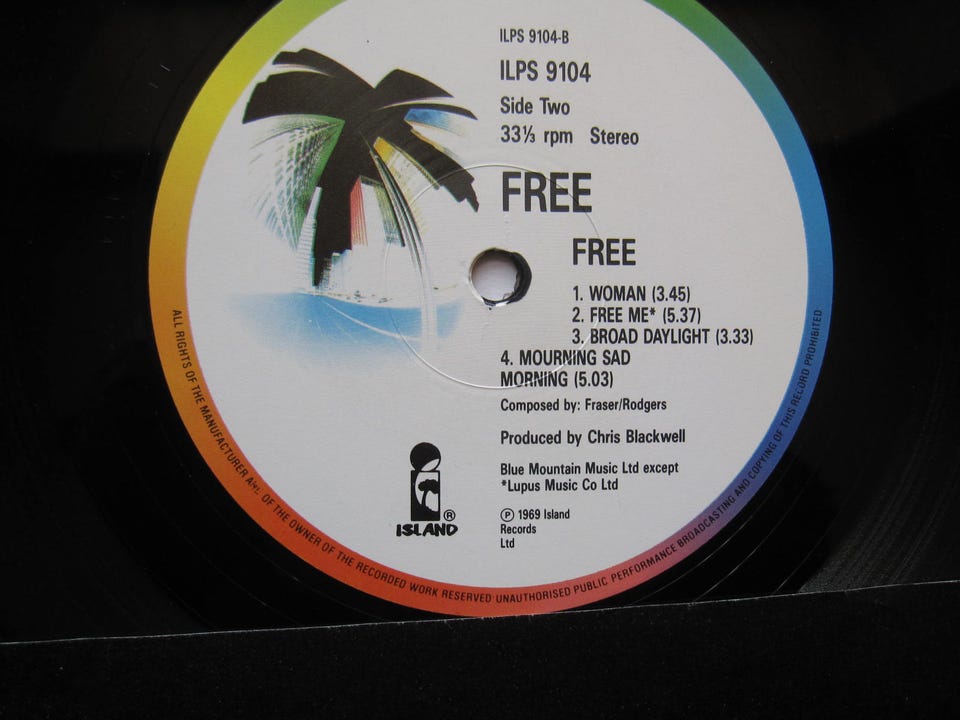 ILPS 9104-B
ILPS 9104
Side Two
33⅓ rpm Stereo
FREE
FREE
1. WOMAN (3.45)
2. FREE ME* (5.37)
3. BROAD DAYLIGHT (3.33)
4. MOURNING SAD
MORNING (5.03)
Composed by: Fraser/Rodgers
Produced by Chris Blackwell
Blue Mountain Music Ltd except
*Lupus Music Co Ltd
℗ 1969 Island
Records
Ltd
ISLAND ®
ALL RIGHTS OF THE MANUFACTURER AND OF THE OWNER OF THE RECORDED WORK RESERVED UNAUTHORISED PUBLIC PERFORMANCE BROADCASTING AND COPYING OF THIS RECORD PROHIBITED